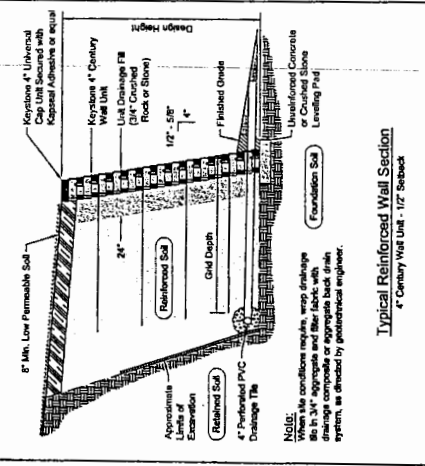 Keystone 4" Universal
Cap Unit Secured with
Kapseal Adhesive or equal
8" Min. Low Permeable Soil
Keystone 4" Century
Wall Unit
Unit Drainage Fill
(3/4" Crushed
Rock or Stone)
1/2" - 5/8"
4"
24"
Design Height
Reinforced Soil
Grid Depth
Finished Grade
Approximate
Limits of
Excavation
Retained Soil
4" Perforated PVC
Drainage Tile
Foundation Soil
Unreinforced Concrete
or Crushed Stone
Leveling Pad
Note:
When site conditions require, wrap drainage
tile in 3/4" aggregate and filter fabric with
drainage composite or aggregate back drain
system, as directed by geotechnical engineer.
Typical Reinforced Wall Section
4" Century Wall Unit - 1/2" Setback